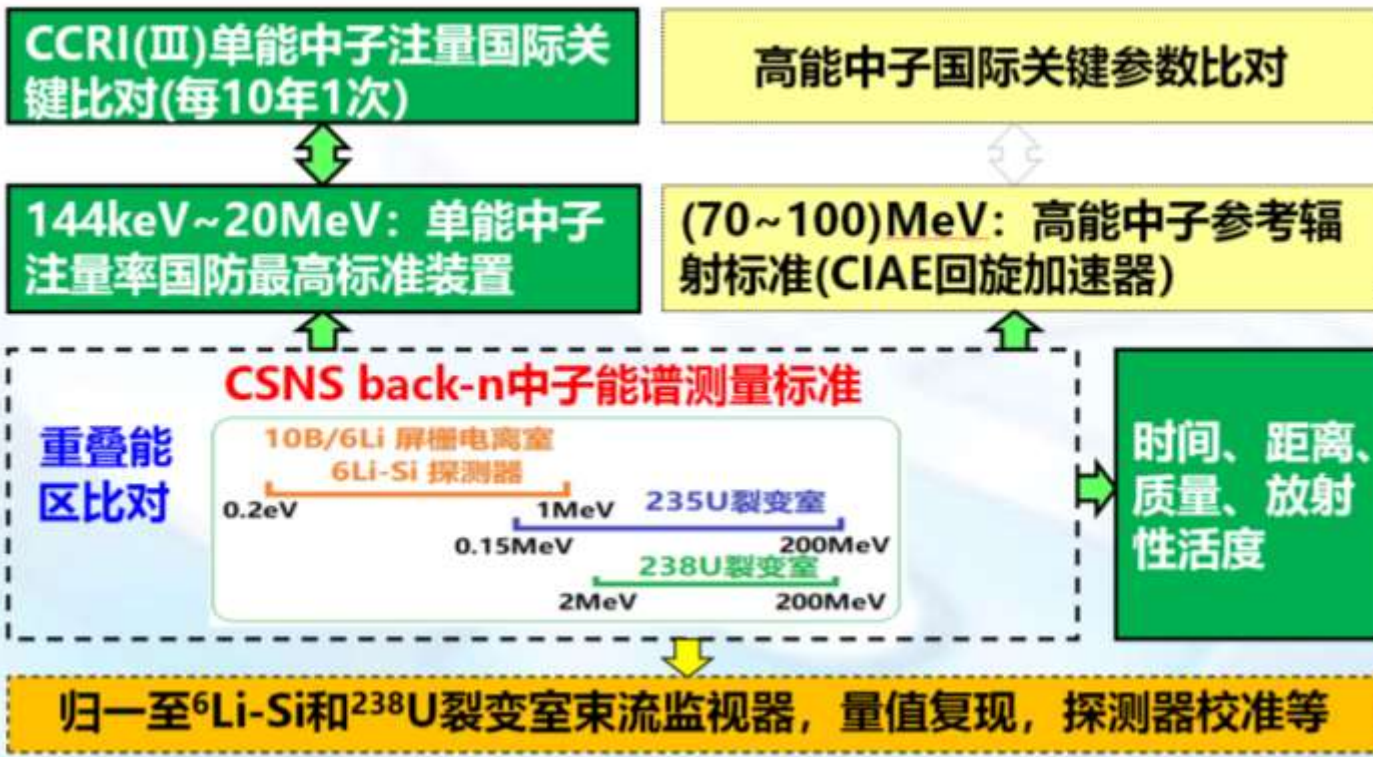 CCRI(Ⅲ)单能中子注量国际关
键比对(每10年1次)
高能中子国际关键参数比对
144keV~20MeV：单能中子
注量率国防最高标准装置
(70~100)MeV：高能中子参考辐
射标准(CIAE回旋加速器)
CSNS back-n中子能谱测量标准
重叠能
区比对
10B/6Li 屏栅电离室
6Li-Si 探测器
0.2eV
1MeV
235U裂变室
0.15MeV
200MeV
238U裂变室
2MeV
200MeV
时间、距离、
质量、放射
性活度
归一至⁶Li-Si和²³⁸U裂变室束流监视器，量值复现，探测器校准等